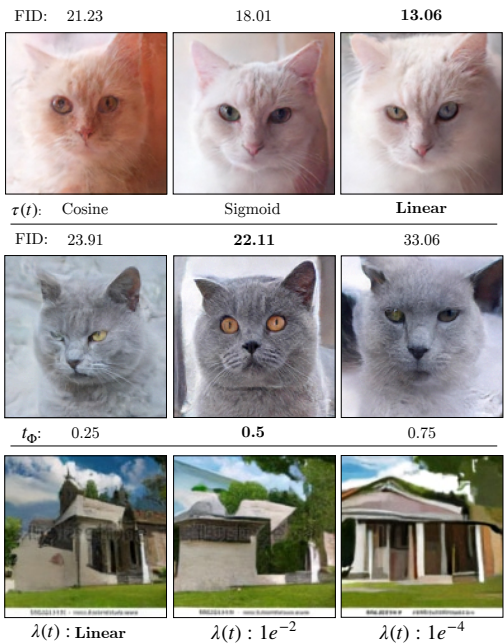 FID: 21.23 18.01 13.06
τ(t): Cosine Sigmoid Linear
FID: 23.91 22.11 33.06
t_Φ: 0.25 0.5 0.75
λ(t) : Linear λ(t) : 1e⁻² λ(t) : 1e⁻⁴